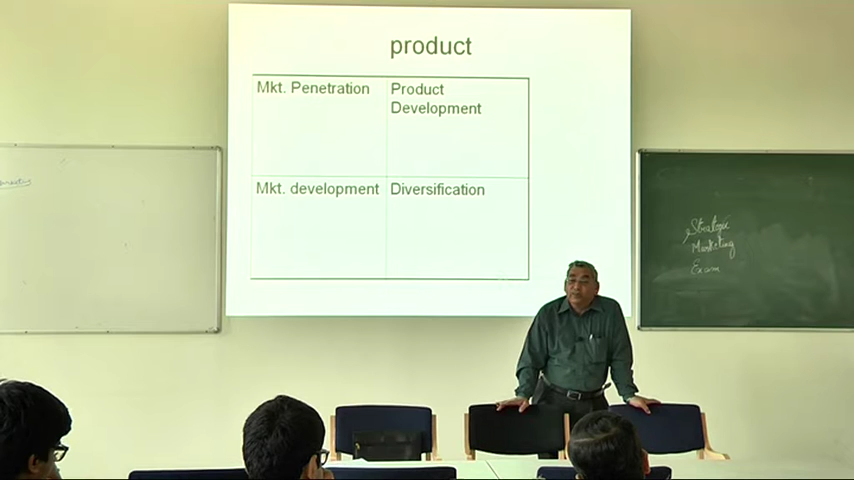 product
Mkt. Penetration
Product
Development
Mkt. development
Diversification
Strategic
Marketing
Exam